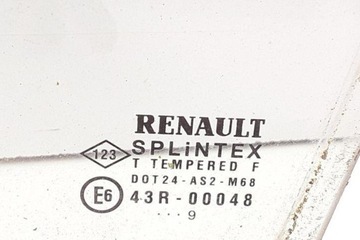 RENAULT
123 SPLiNTEX
T TEMPERED F
DOT24-AS2-M68
E6 43R-00048
...9